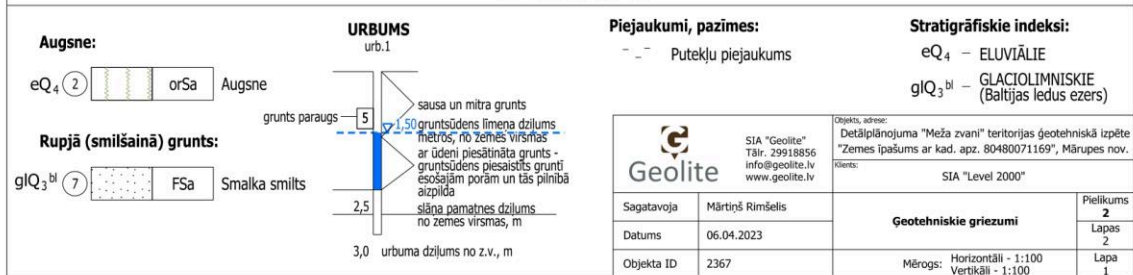 Augsne:
eQ4 2 orSa Augsne
Rupjā (smilšainā) grunts:
glQ3 bl 7 FSa Smalka smilts
URBUMS
urb.1
grunts paraugs - 5
sausa un mitra grunts
1,50 gruntsūdens līmeņa dziļums
metros, no zemes virsmas
ar ūdeni piesātināta grunts -
gruntsūdens piesaistīts gruntī
esošajām porām un tās pilnībā
aizpilda
2,5 slāņa pamatnes dziļums
no zemes virsmas, m
3,0 urbuma dziļums no z.v., m
Piejaukumi, pazīmes:
Putekļu piejaukums
Stratigrāfiskie indeksi:
eQ4 – ELUVIĀLIE
glQ3 bl – GLACIOLIMNISKIE
(Baltijas ledus ezers)
Geolite
SIA "Geolite"
Tālr. 29918856
info@geolite.lv
www.geolite.lv
Objekts, adrese:
Detālplānojuma "Meža zvani" teritorijas ģeotehniskā izpēte
"Zemes īpašums ar kad. apz. 80480071169", Mārupes nov.
Klients:
SIA "Level 2000"
Sagatavoja Mārtiņš Rimšelis
Datums 06.04.2023
Objekta ID 2367
Ģeotehniskie griezumi
Mērogs: Horizontāli - 1:100
Vertikāli - 1:100
Pielikums
2
Lapas
2
Lapa
1